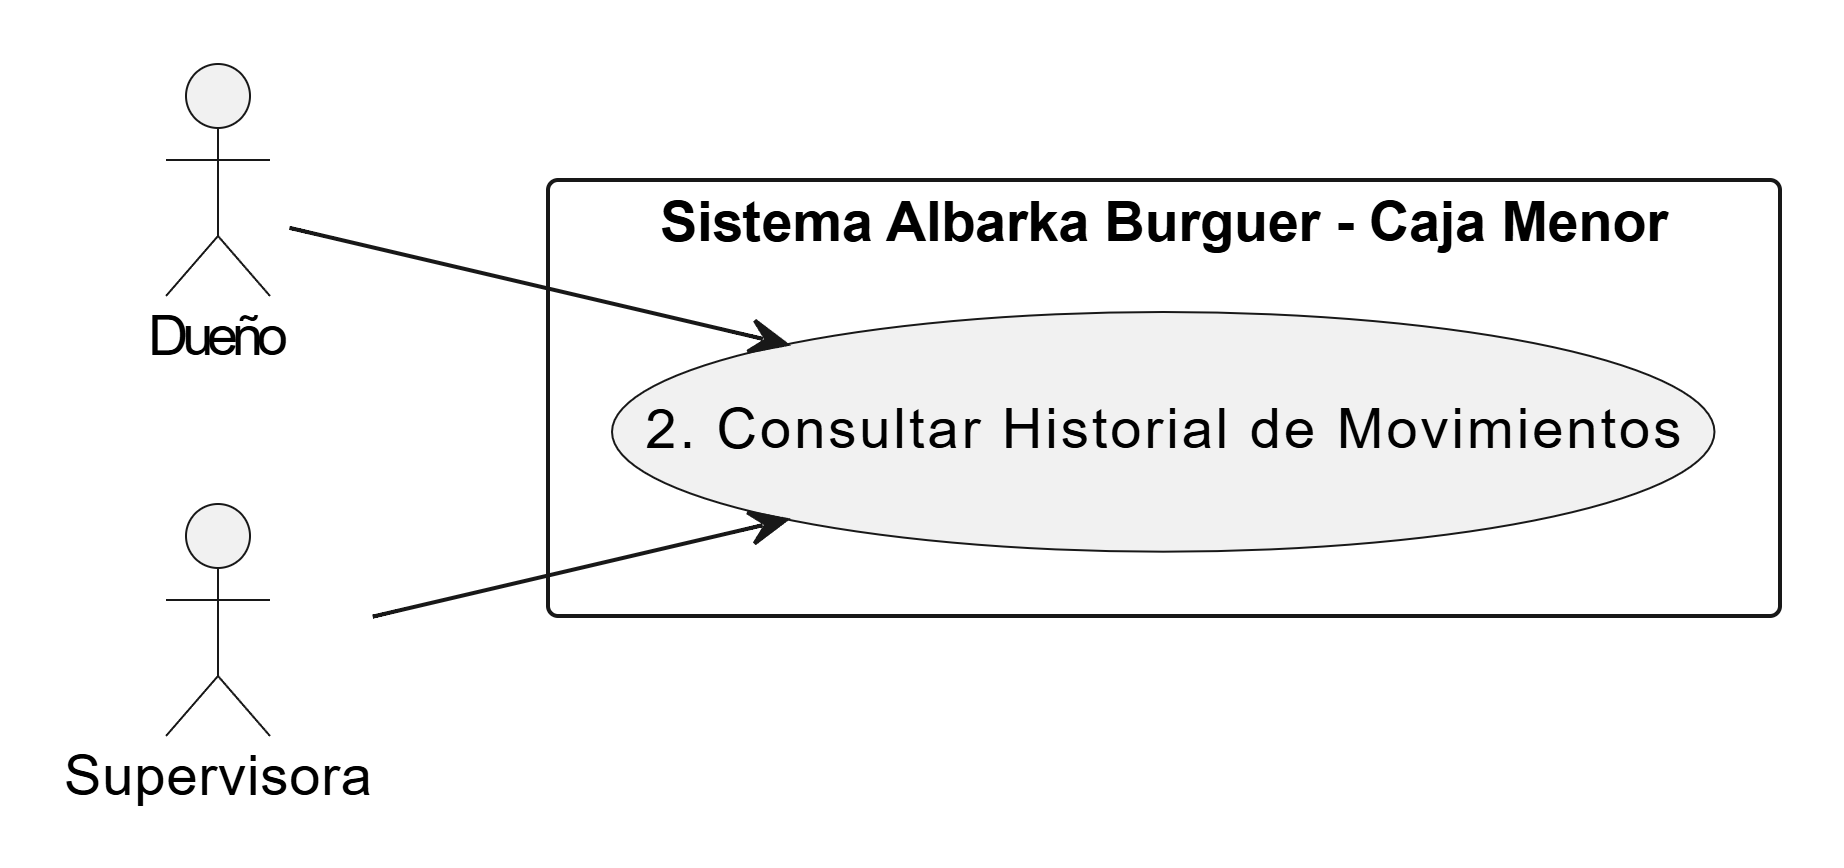 Sistema Albarka Burguer - Caja Menor
Dueño
2. Consultar Historial de Movimientos
Supervisora